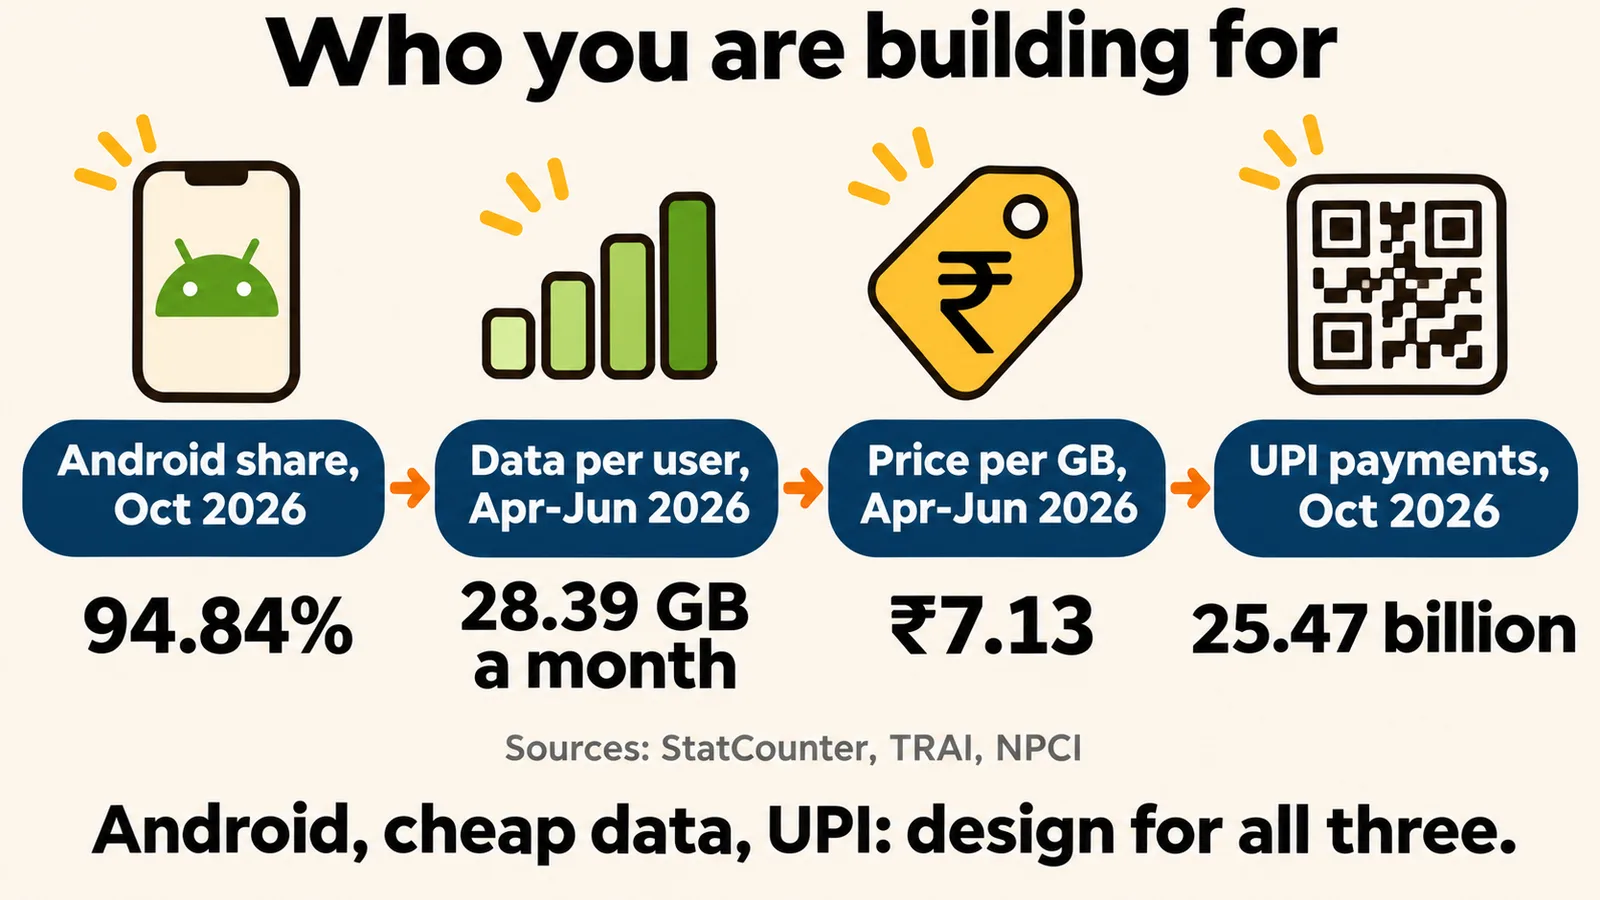 Who you are building for
₹
Android share,
Oct 2026
Data per user,
Apr-Jun 2026
Price per GB,
Apr-Jun 2026
UPI payments,
Oct 2026
94.84%
28.39 GB
a month
₹7.13
25.47 billion
Sources: StatCounter, TRAI, NPCI
Android, cheap data, UPI: design for all three.